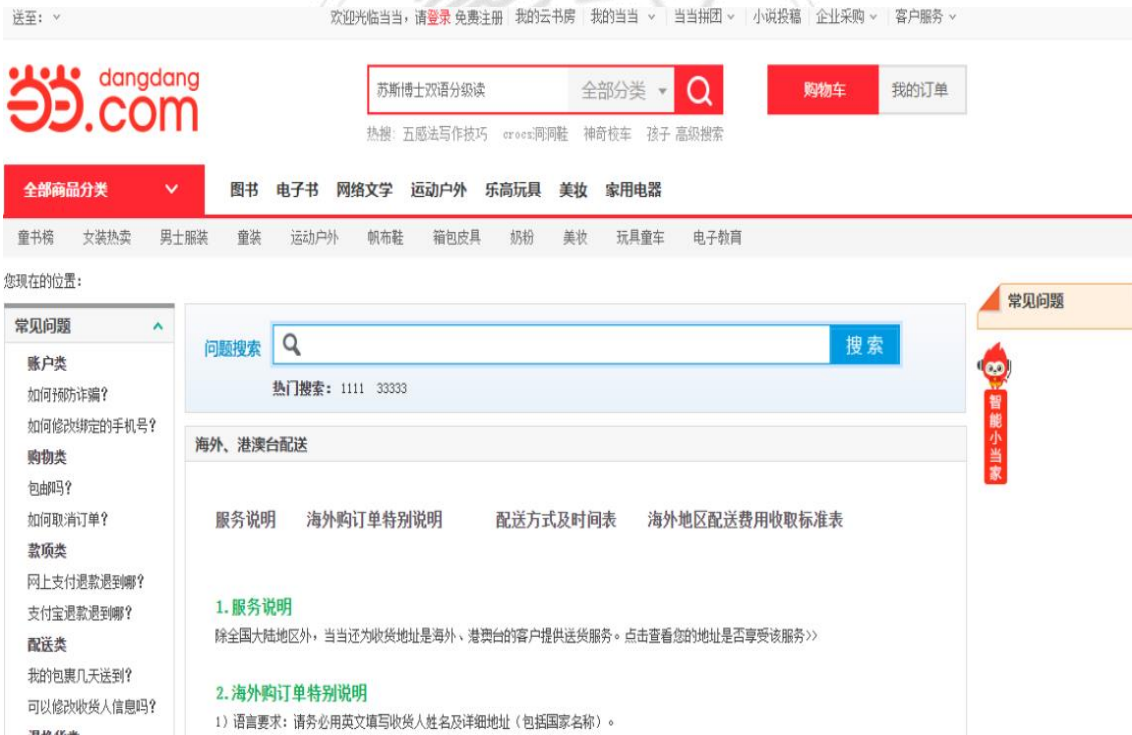 送至：
欢迎光临当当，请登录 免费注册 我的云书房 我的当当 当当拼团 小说投稿 企业采购 客户服务
当当 dangdang
.com
苏斯博士双语分级读 全部分类 购物车 我的订单
热搜: 五感法写作技巧 crocs洞洞鞋 神奇校车 孩子 高级搜索
全部商品分类 图书 电子书 网络文学 运动户外 乐高玩具 美妆 家用电器
童书榜 女装热卖 男士服装 童装 运动户外 帆布鞋 箱包皮具 奶粉 美妆 玩具童车 电子教育
您现在的位置：
常见问题
账户类
如何预防诈骗?
如何修改绑定的手机号?
购物类
包邮吗?
如何取消订单?
款项类
网上支付退款退到哪?
支付宝退款退到哪?
配送类
我的包裹几天送到?
可以修改收货人信息吗?
退换货类
问题搜索 搜索
热门搜索： 1111 33333
海外、港澳台配送
服务说明 海外购订单特别说明 配送方式及时间表 海外地区配送费用收取标准表
1.服务说明
除全国大陆地区外，当当还为收货地址是海外、港澳台的客户提供送货服务。点击查看您的地址是否享受该服务>>
2.海外购订单特别说明
1）语言要求：请务必用英文填写收货人姓名及详细地址（包括国家名称）。
常见问题
智能小当家